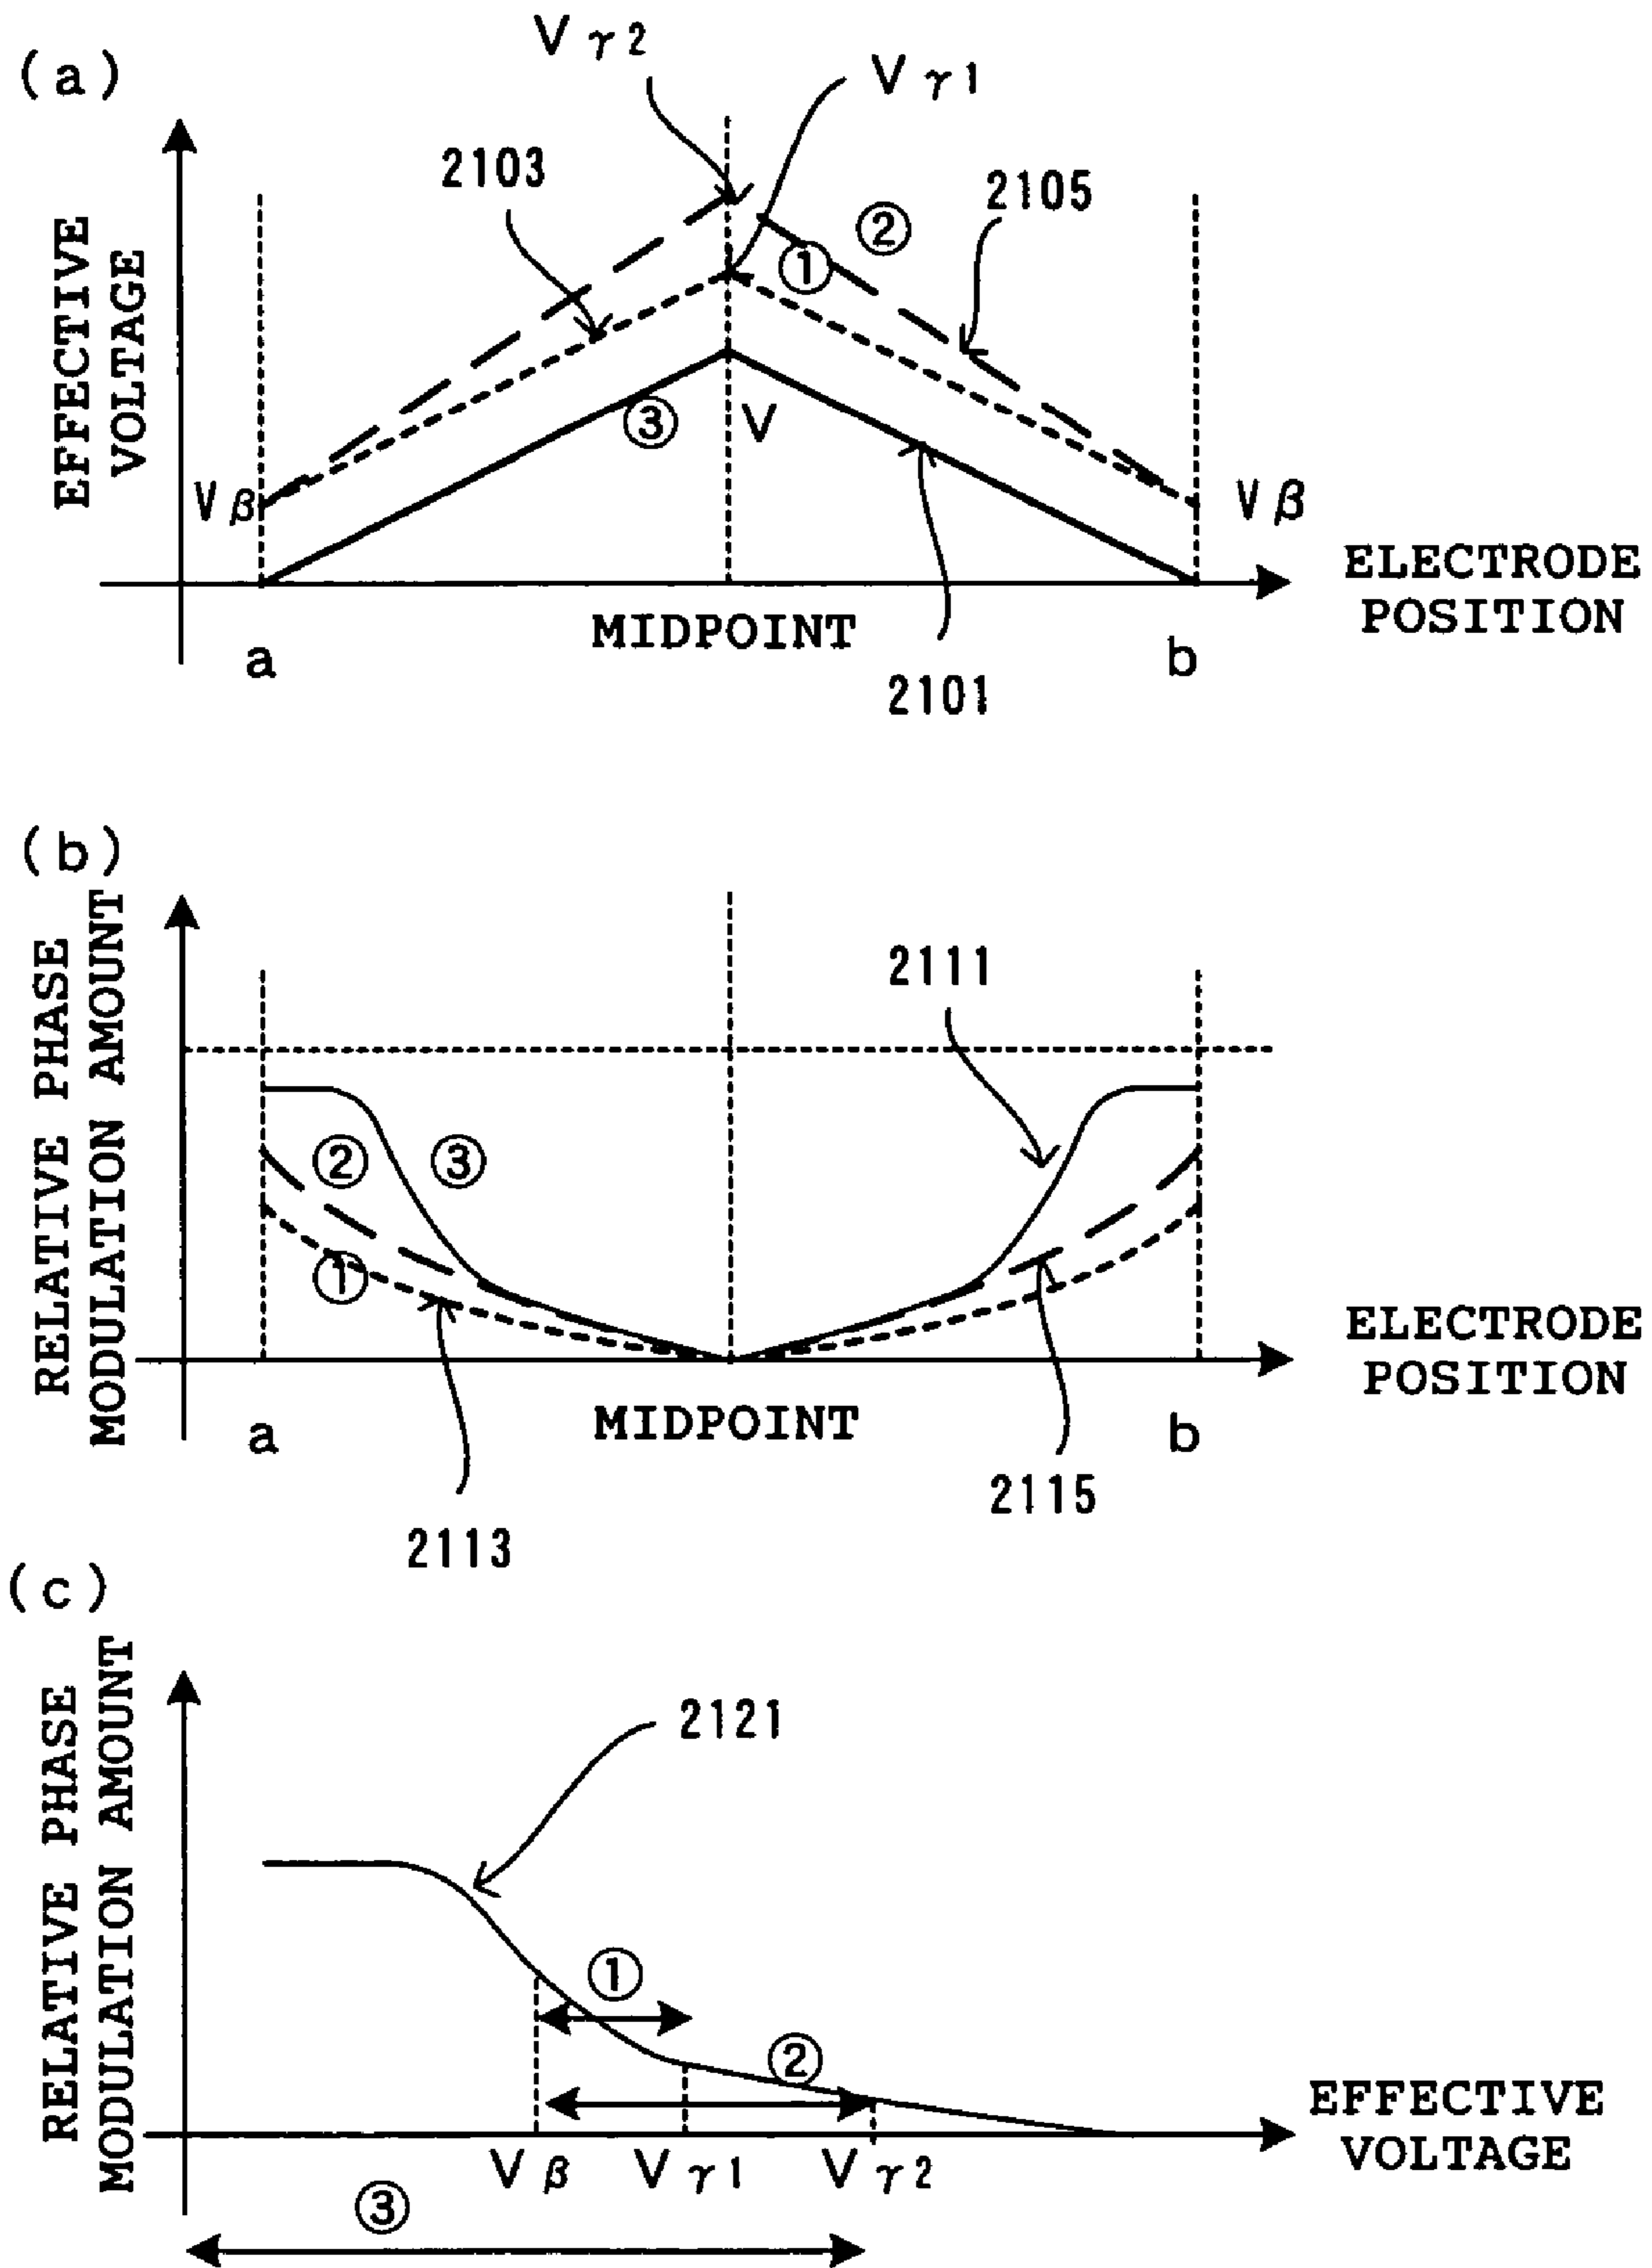 (a)
Vγ2
Vγ1
2103
2105
EFFECTIVE
VOLTAGE
②
①
③
V
Vβ
Vβ
ELECTRODE
POSITION
MIDPOINT
a
b
2101
(b)
RELATIVE PHASE
MODULATION AMOUNT
2111
②
③
①
ELECTRODE
POSITION
MIDPOINT
a
b
2115
2113
(c)
RELATIVE PHASE
MODULATION AMOUNT
2121
①
②
EFFECTIVE
VOLTAGE
Vβ
Vγ1
Vγ2
③